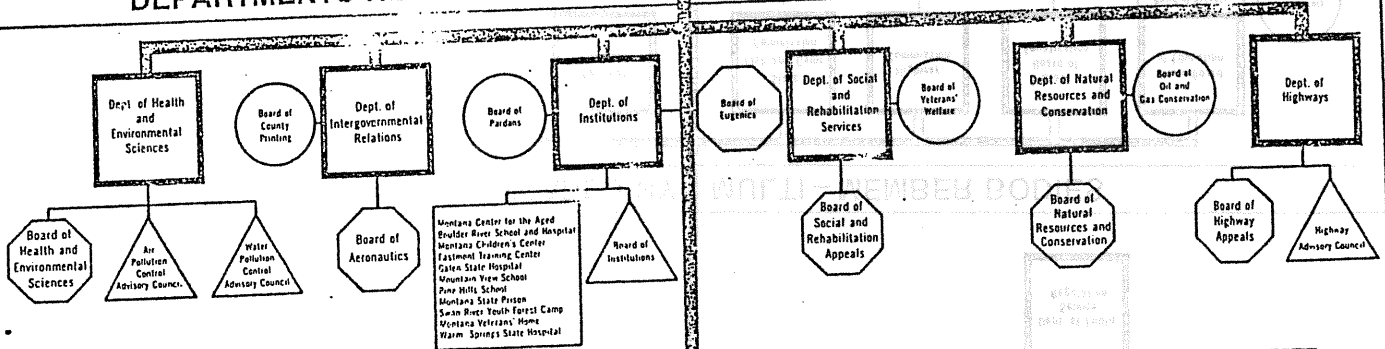 DEPARTMENTS
Dept. of Health
and
Environmental
Sciences
Board of
County
Printing
Dept. of
Intergovernmental
Relations
Board of
Pardons
Dept. of
Institutions
Board of
Eugenics
Dept. of Social
and
Rehabilitation
Services
Board of
Veterans'
Welfare
Dept. of Natural
Resources and
Conservation
Board of
Oil and
Gas Conservation
Dept. of
Highways
Board of
Health and
Environmental
Sciences
Air
Pollution
Control
Advisory Council
Water
Pollution
Control
Advisory Council
Board of
Aeronautics
Montana Center for the Aged
Boulder River School and Hospital
Montana Children's Center
Eastmont Training Center
Galen State Hospital
Mountain View School
Pine Hills School
Montana State Prison
Swan River Youth Forest Camp
Montana Veterans' Home
Warm Springs State Hospital
Board of
Institutions
Board of
Social and
Rehabilitation
Appeals
Board of
Natural
Resources and
Conservation
Board of
Highway
Appeals
Highway
Advisory Council
MULTI - MEMBER BODIES